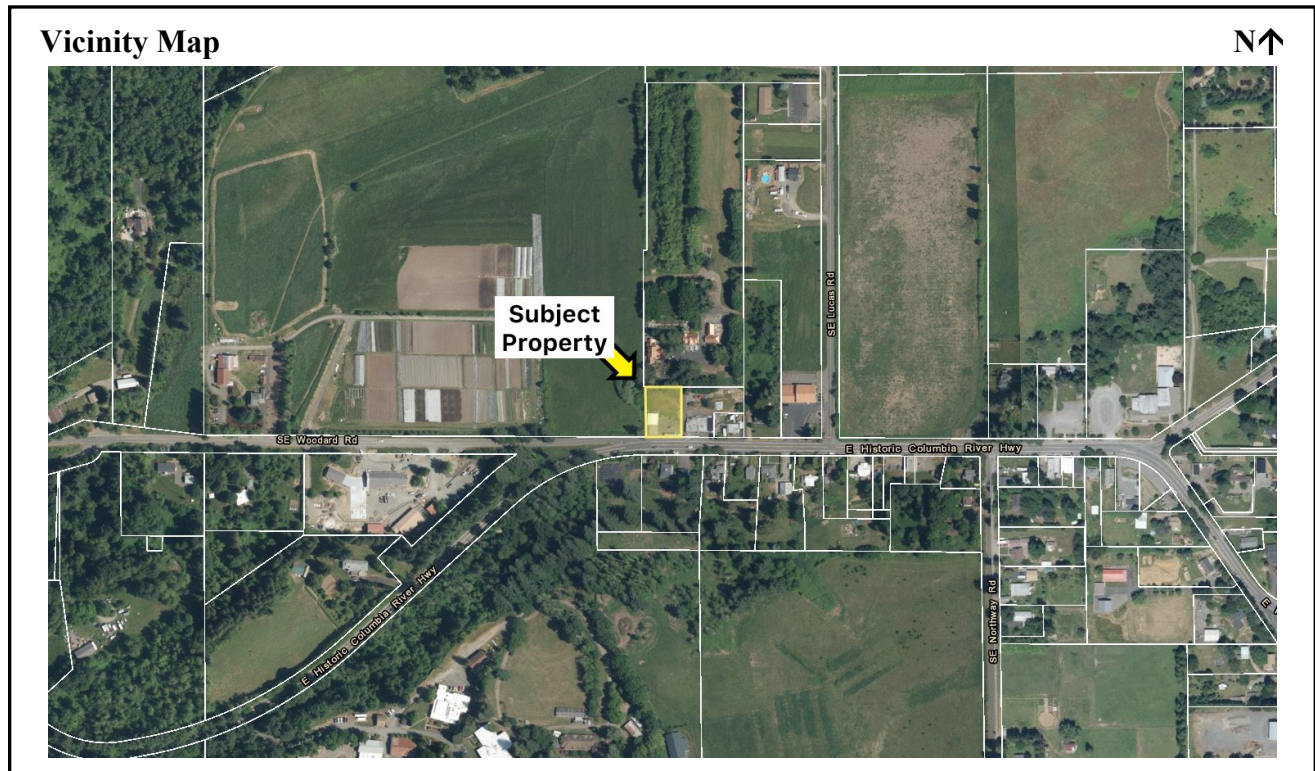 Vicinity Map
N↑
SE Lucas Rd
Subject
Property
SE Woodard Rd
E Historic Columbia River Hwy
E Historic Columbia River Hwy
SE Northway Rd